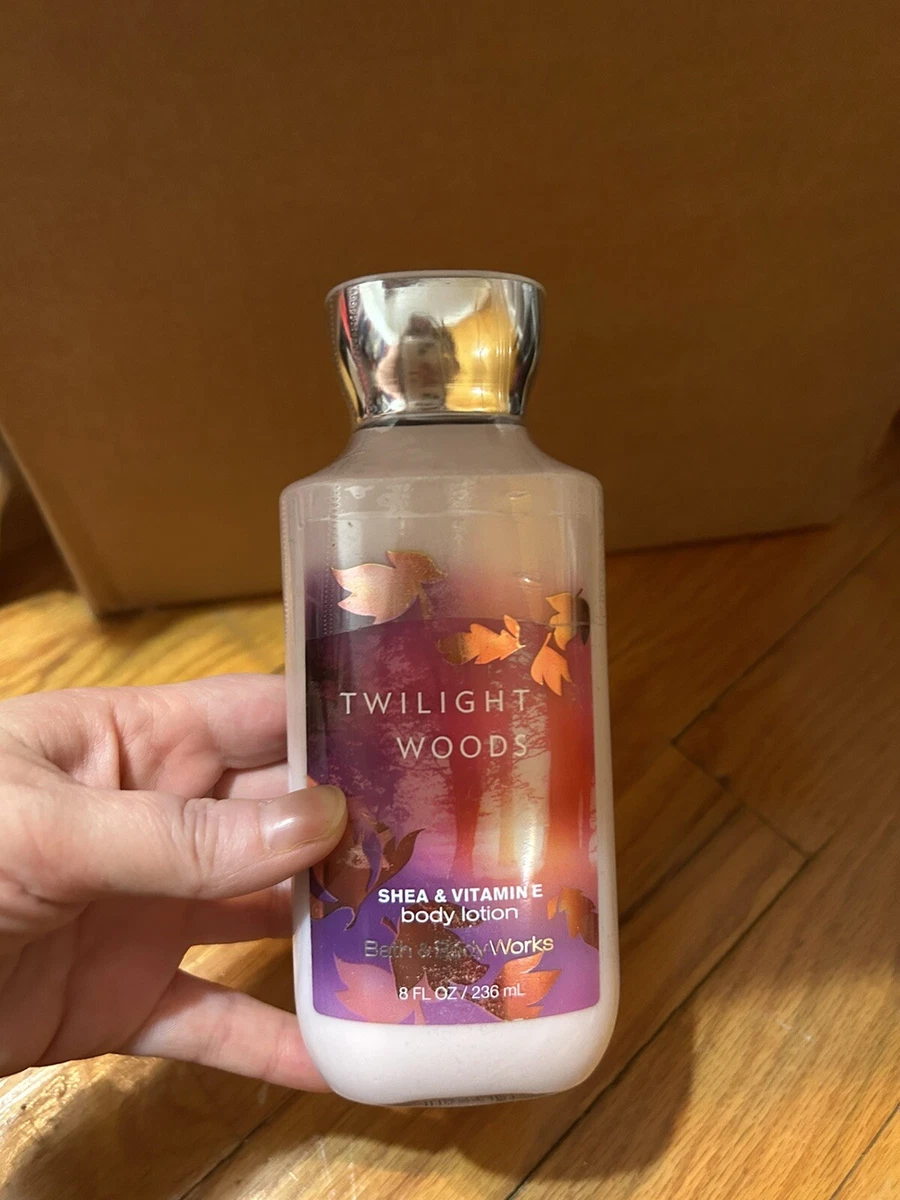 TWILIGHT
WOODS
SHEA & VITAMIN E
body lotion
Bath & Body Works
8 FL OZ / 236 mL